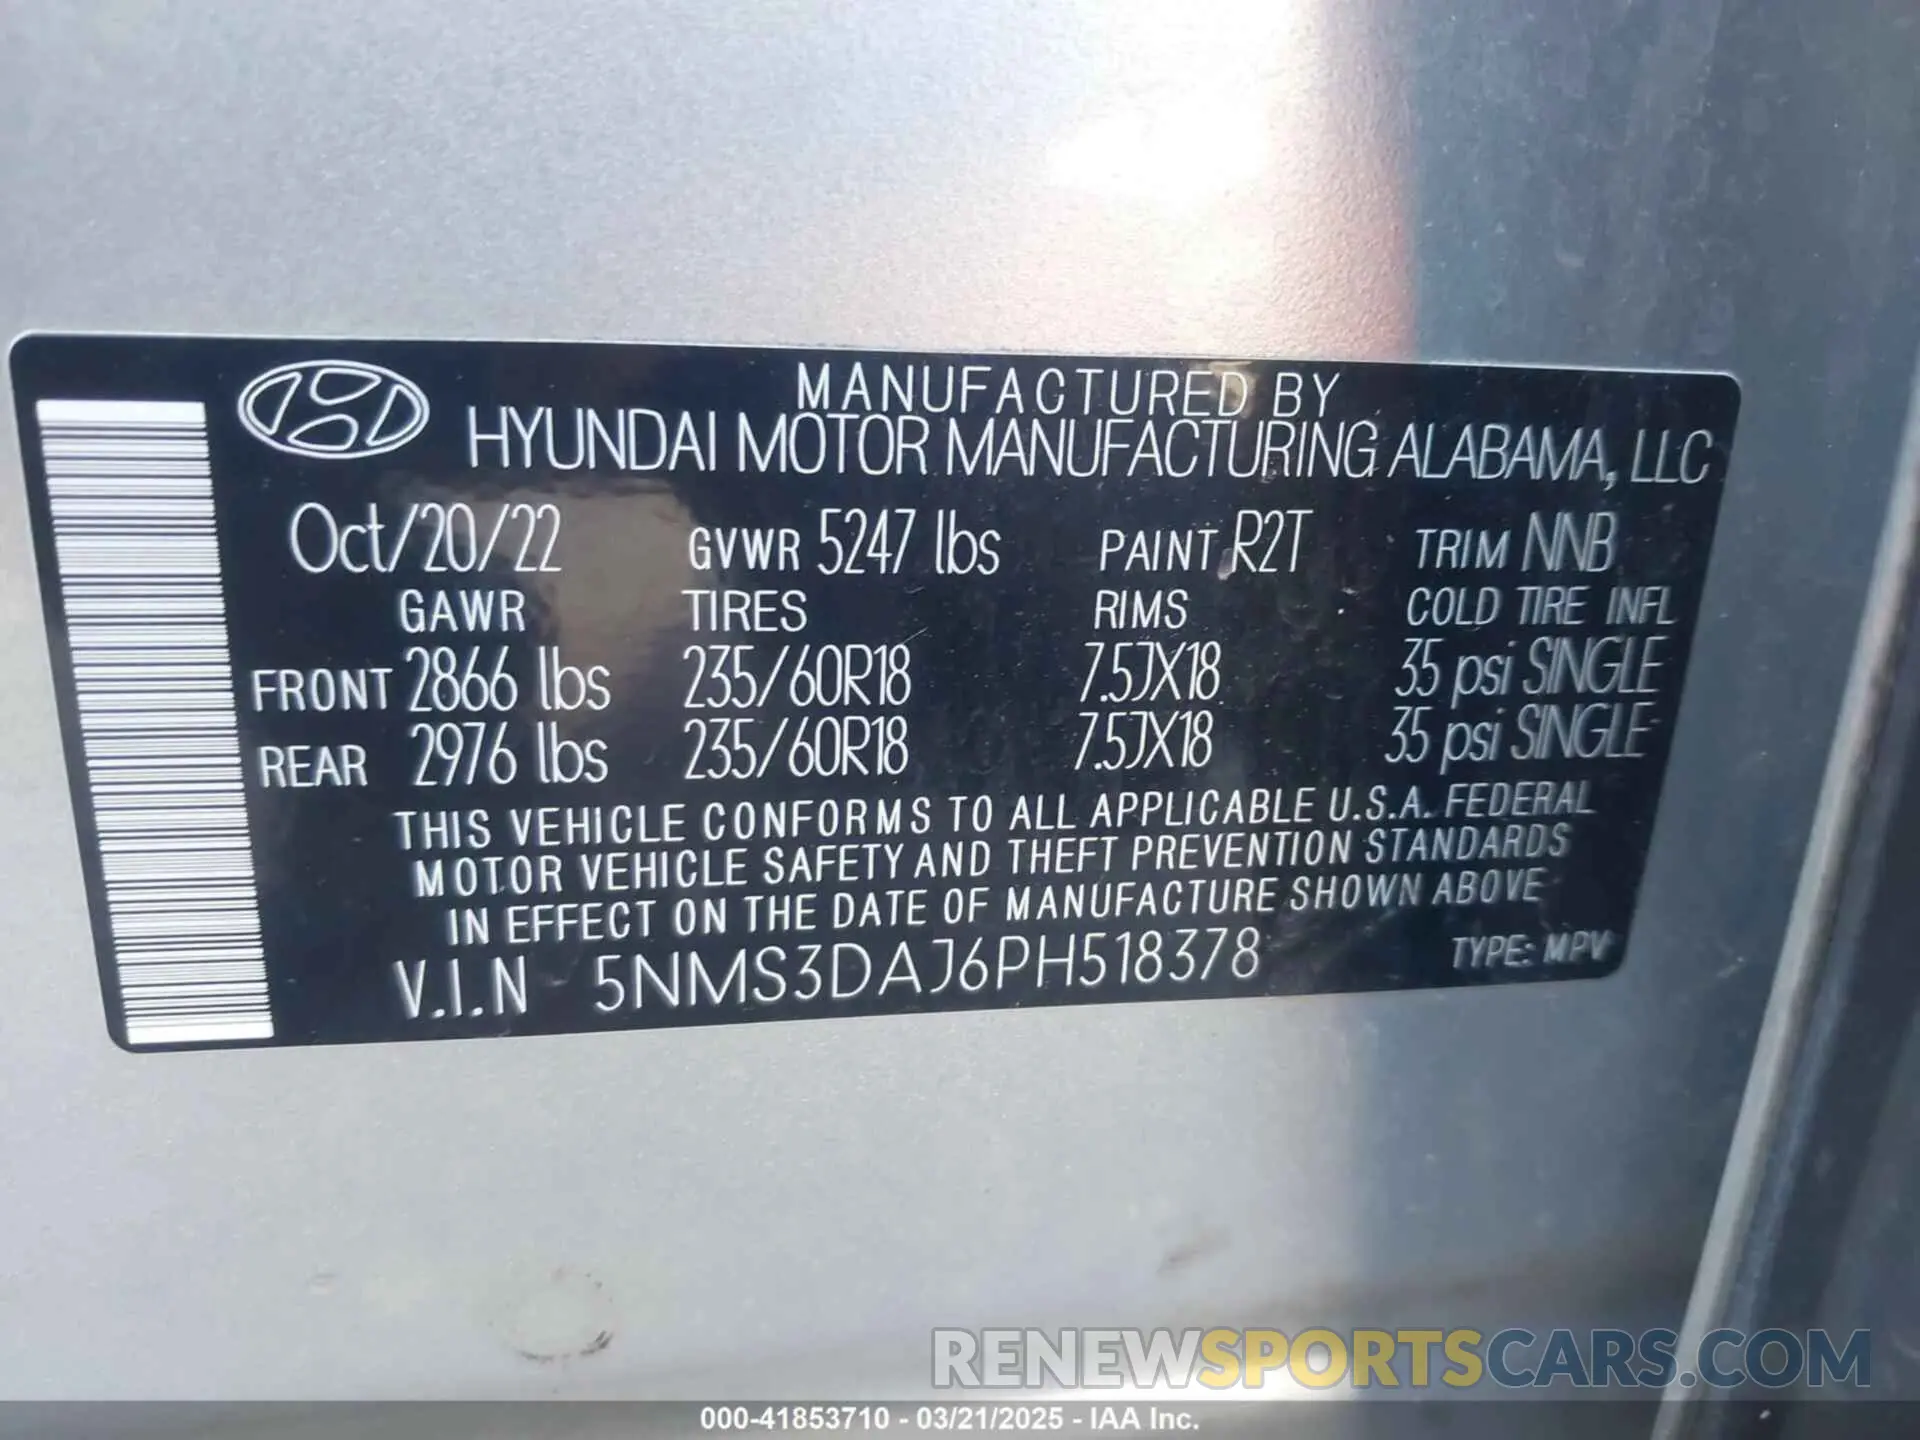 MANUFACTURED BY
HYUNDAI MOTOR MANUFACTURING ALABAMA, LLC
Oct/20/22 GVWR 5247 lbs PAINT R2T TRIM NNB
GAWR TIRES RIMS COLD TIRE INFL
FRONT 2866 lbs 235/60R18 7.5JX18 35 psi SINGLE
REAR 2976 lbs 235/60R18 7.5JX18 35 psi SINGLE
THIS VEHICLE CONFORMS TO ALL APPLICABLE U.S.A. FEDERAL
MOTOR VEHICLE SAFETY AND THEFT PREVENTION STANDARDS
IN EFFECT ON THE DATE OF MANUFACTURE SHOWN ABOVE
V.I.N 5NMS3DAJ6PH518378 TYPE: MPV
RENEWSPORTSCARS.COM
000-41853710 - 03/21/2025 - IAA Inc.